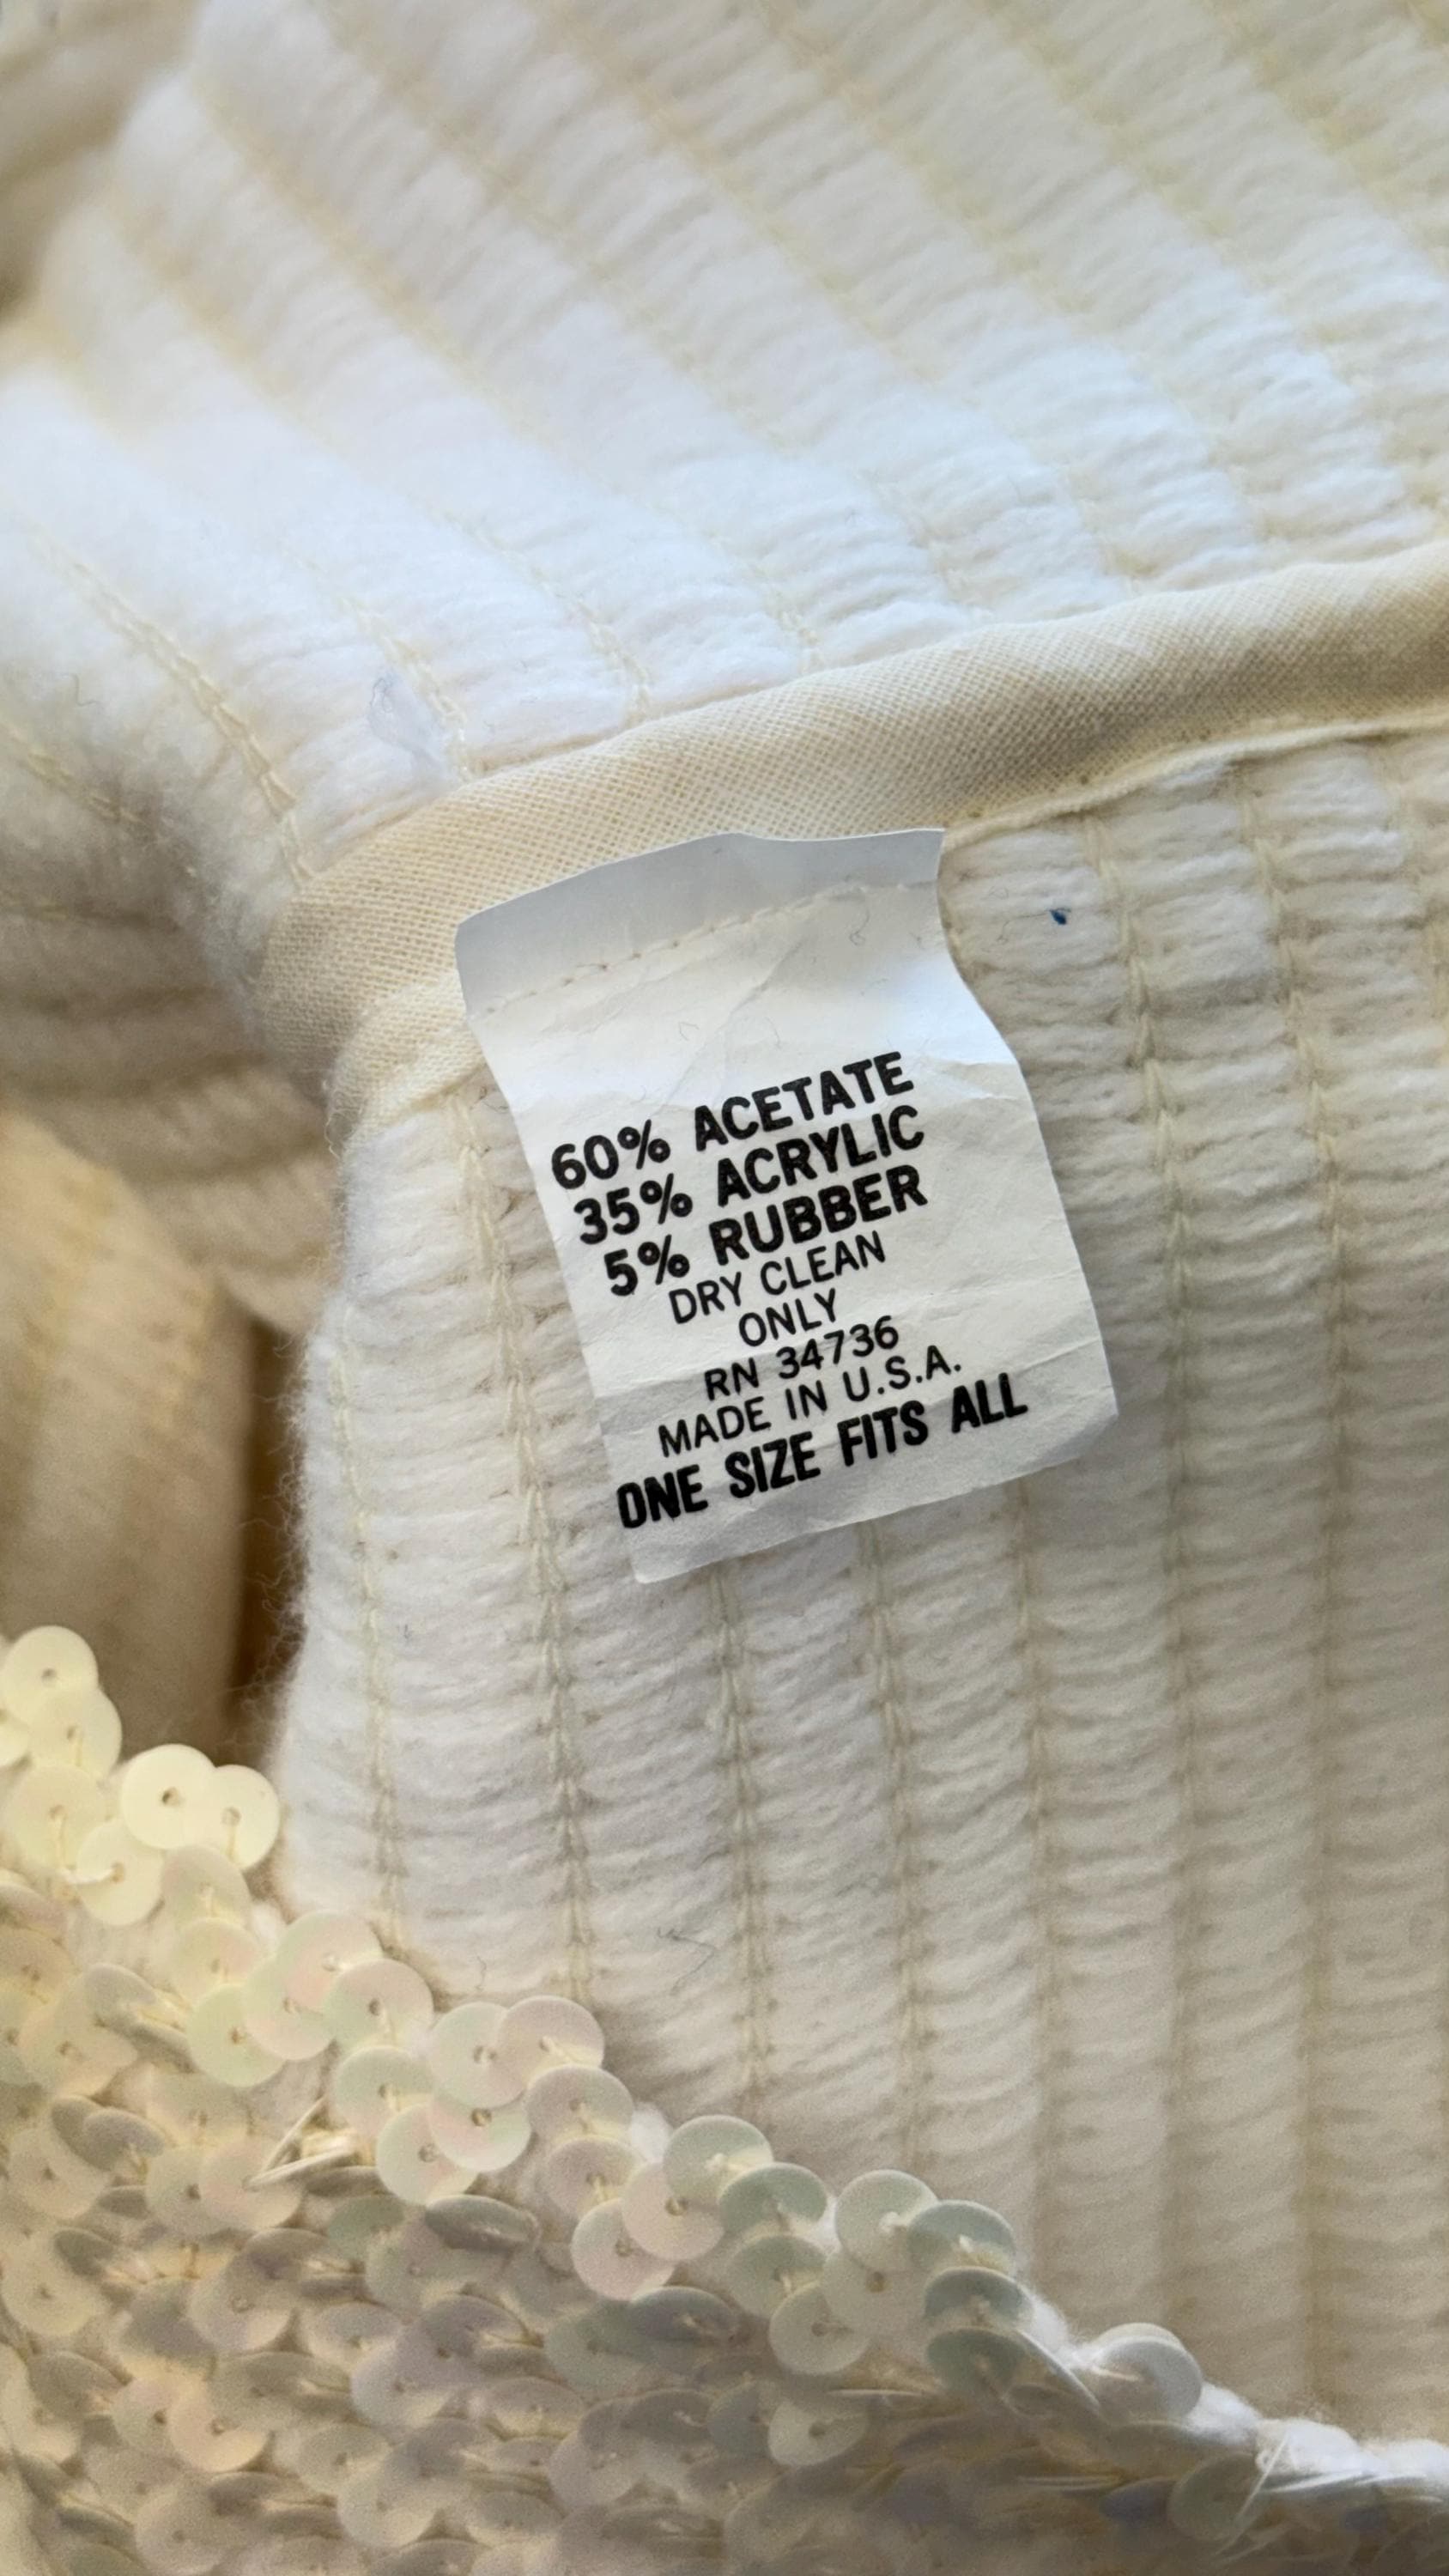 60% ACETATE
35% ACRYLIC
5% RUBBER
DRY CLEAN
ONLY
RN 34736
MADE IN U.S.A.
ONE SIZE FITS ALL